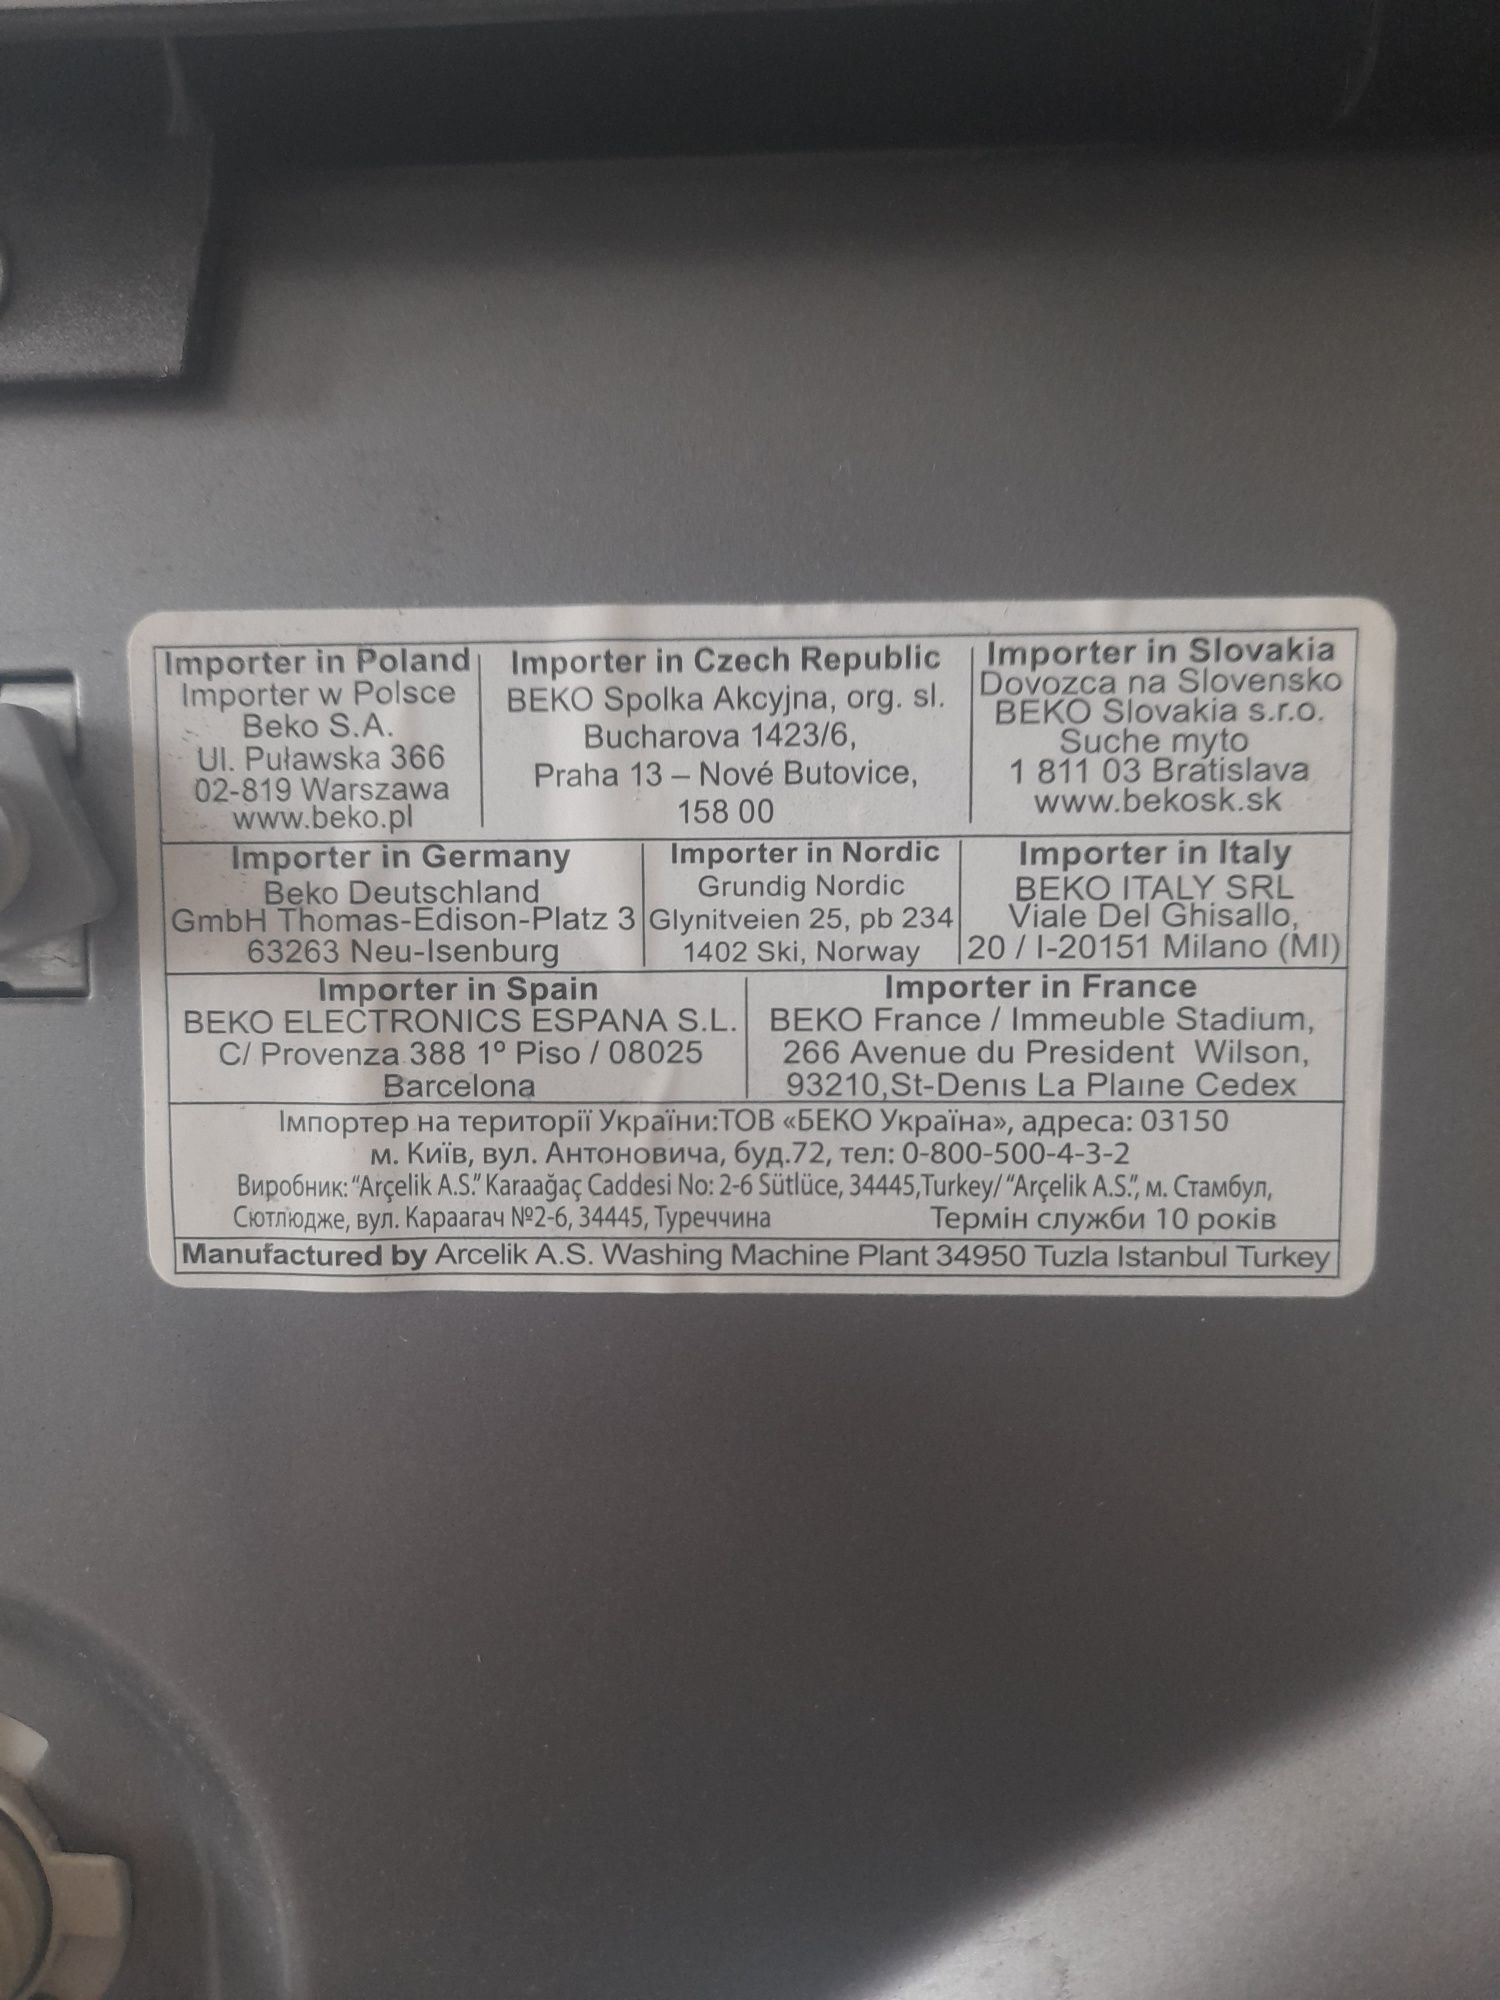 Importer in Poland
Importer w Polsce
Beko S.A.
Ul. Puławska 366
02-819 Warszawa
www.beko.pl
Importer in Czech Republic
BEKO Spolka Akcyjna, org. sl.
Bucharova 1423/6,
Praha 13 – Nové Butovice,
158 00
Importer in Slovakia
Dovozca na Slovensko
BEKO Slovakia s.r.o.
Suche myto
1 811 03 Bratislava
www.bekosk.sk
Importer in Germany
Beko Deutschland
GmbH Thomas-Edison-Platz 3
63263 Neu-Isenburg
Importer in Nordic
Grundig Nordic
Glynitveien 25, pb 234
1402 Ski, Norway
Importer in Italy
BEKO ITALY SRL
Viale Del Ghisallo,
20 / I-20151 Milano (MI)
Importer in Spain
BEKO ELECTRONICS ESPANA S.L.
C/ Provenza 388 1º Piso / 08025
Barcelona
Importer in France
BEKO France / Immeuble Stadium,
266 Avenue du President Wilson,
93210,St-Denis La Plaine Cedex
Імпортер на території України:ТОВ «БЕКО Україна», адреса: 03150
м. Київ, вул. Антоновича, буд.72, тел: 0-800-500-4-3-2
Виробник: “Arçelik A.S.” Karaağaç Caddesi No: 2-6 Sütlüce, 34445,Turkey/ “Arçelik A.S.”, м. Стамбул,
Сютлюдже, вул. Караагач №2-6, 34445, Туреччина Термін служби 10 років
Manufactured by Arcelik A.S. Washing Machine Plant 34950 Tuzla Istanbul Turkey